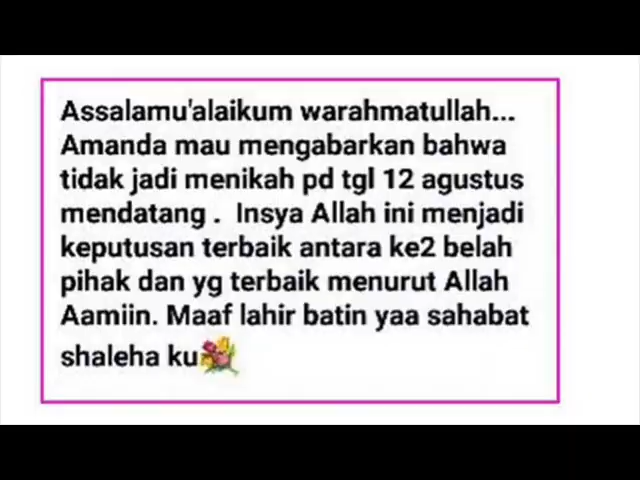 Assalamu'alaikum warahmatullah...
Amanda mau mengabarkan bahwa
tidak jadi menikah pd tgl 12 agustus
mendatang . Insya Allah ini menjadi
keputusan terbaik antara ke2 belah
pihak dan yg terbaik menurut Allah
Aamiin. Maaf lahir batin yaa sahabat
shaleha ku💐